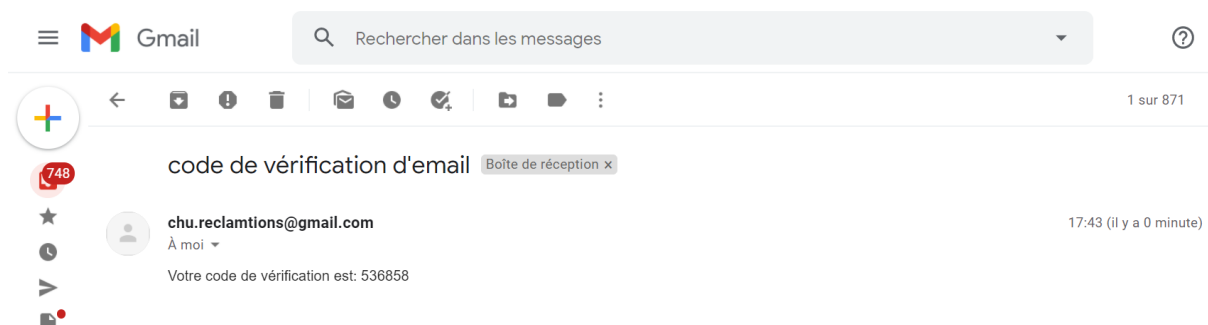 Gmail
Rechercher dans les messages
1 sur 871
code de vérification d'email Boîte de réception x
748
chu.reclamtions@gmail.com 17:43 (il y a 0 minute)
À moi
Votre code de vérification est: 536858